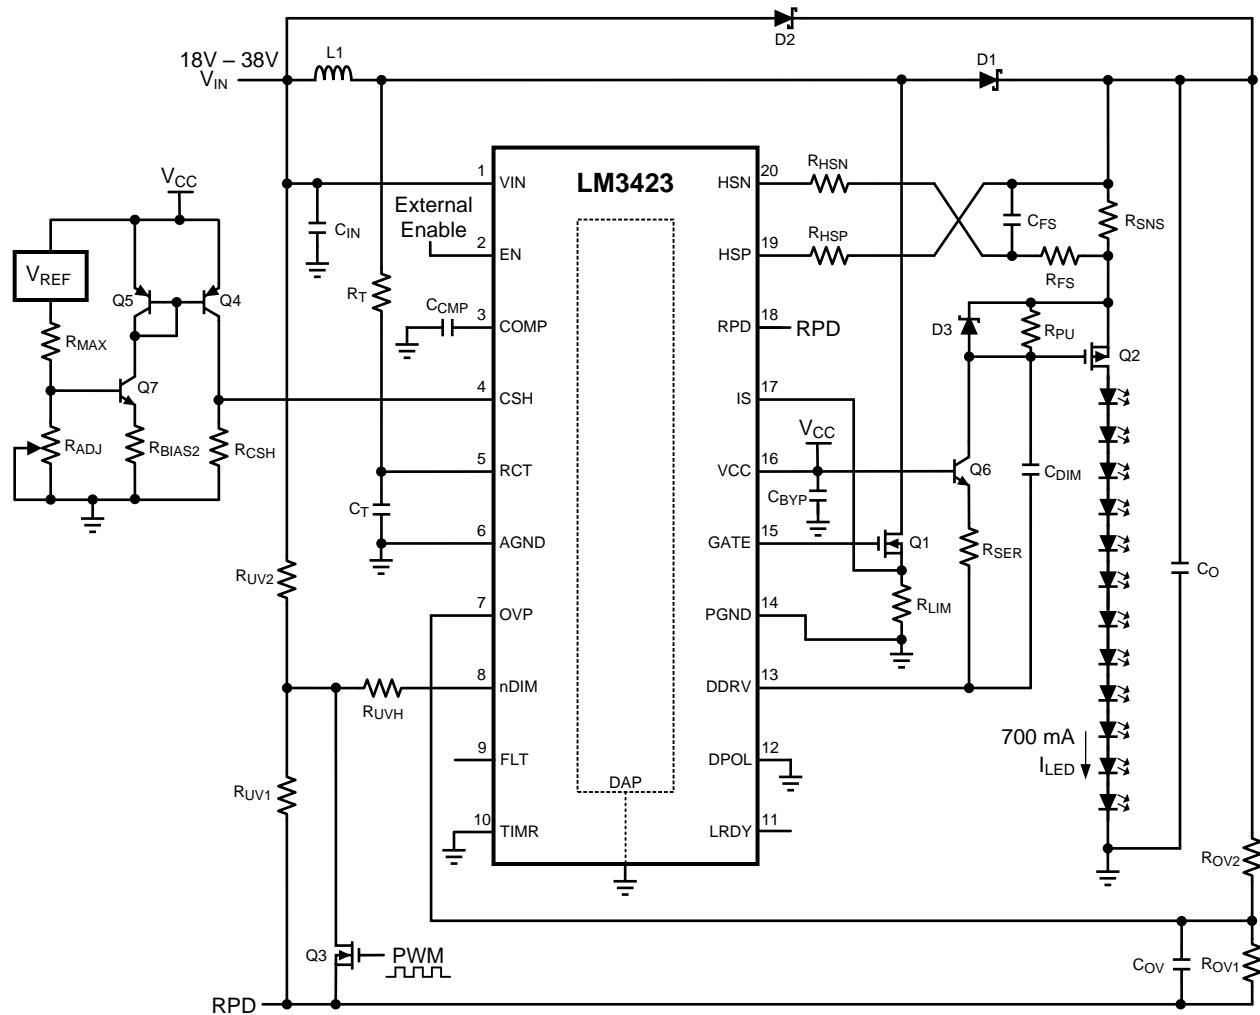 D2
18V – 38V
VIN
L1
D1
VCC
VREF
Q5
Q4
RMAX
Q7
RADJ
RBIAS2
RCSH
CIN
External
Enable
RT
CCMP
CT
RUV2
RUVH
RUV1
Q3
PWM
RPD
LM3423
1 VIN
2 EN
3 COMP
4 CSH
5 RCT
6 AGND
7 OVP
8 nDIM
9 FLT
10 TIMR
DAP
20 HSN
19 HSP
18 RPD
17 IS
16 VCC
15 GATE
14 PGND
13 DDRV
12 DPOL
11 LRDY
RHSN
RHSP
RPD
CFS
RSNS
RFS
D3
RPU
Q2
VCC
CBYP
Q6
CDIM
Q1
RSER
RLIM
CO
700 mA
ILED
ROV2
COV
ROV1